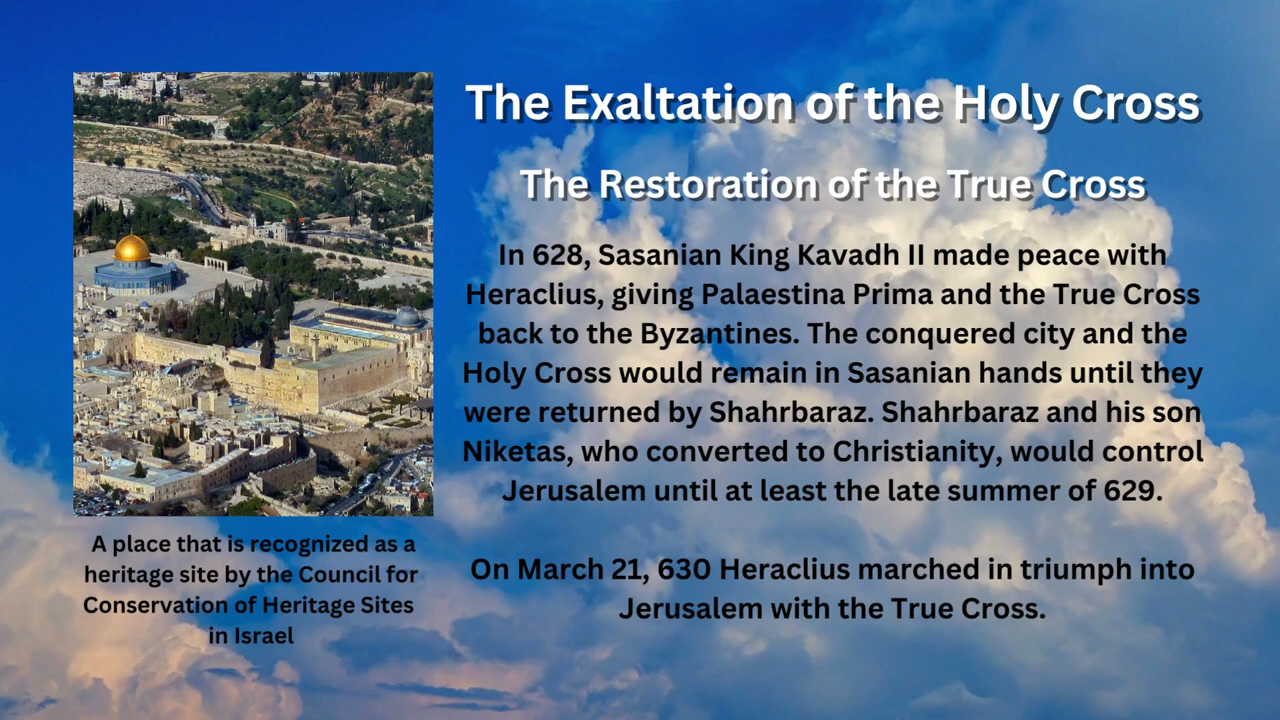 The Exaltation of the Holy Cross
The Restoration of the True Cross
In 628, Sasanian King Kavadh II made peace with
Heraclius, giving Palaestina Prima and the True Cross
back to the Byzantines. The conquered city and the
Holy Cross would remain in Sasanian hands until they
were returned by Shahrbaraz. Shahrbaraz and his son
Niketas, who converted to Christianity, would control
Jerusalem until at least the late summer of 629.
On March 21, 630 Heraclius marched in triumph into
Jerusalem with the True Cross.
A place that is recognized as a
heritage site by the Council for
Conservation of Heritage Sites
in Israel